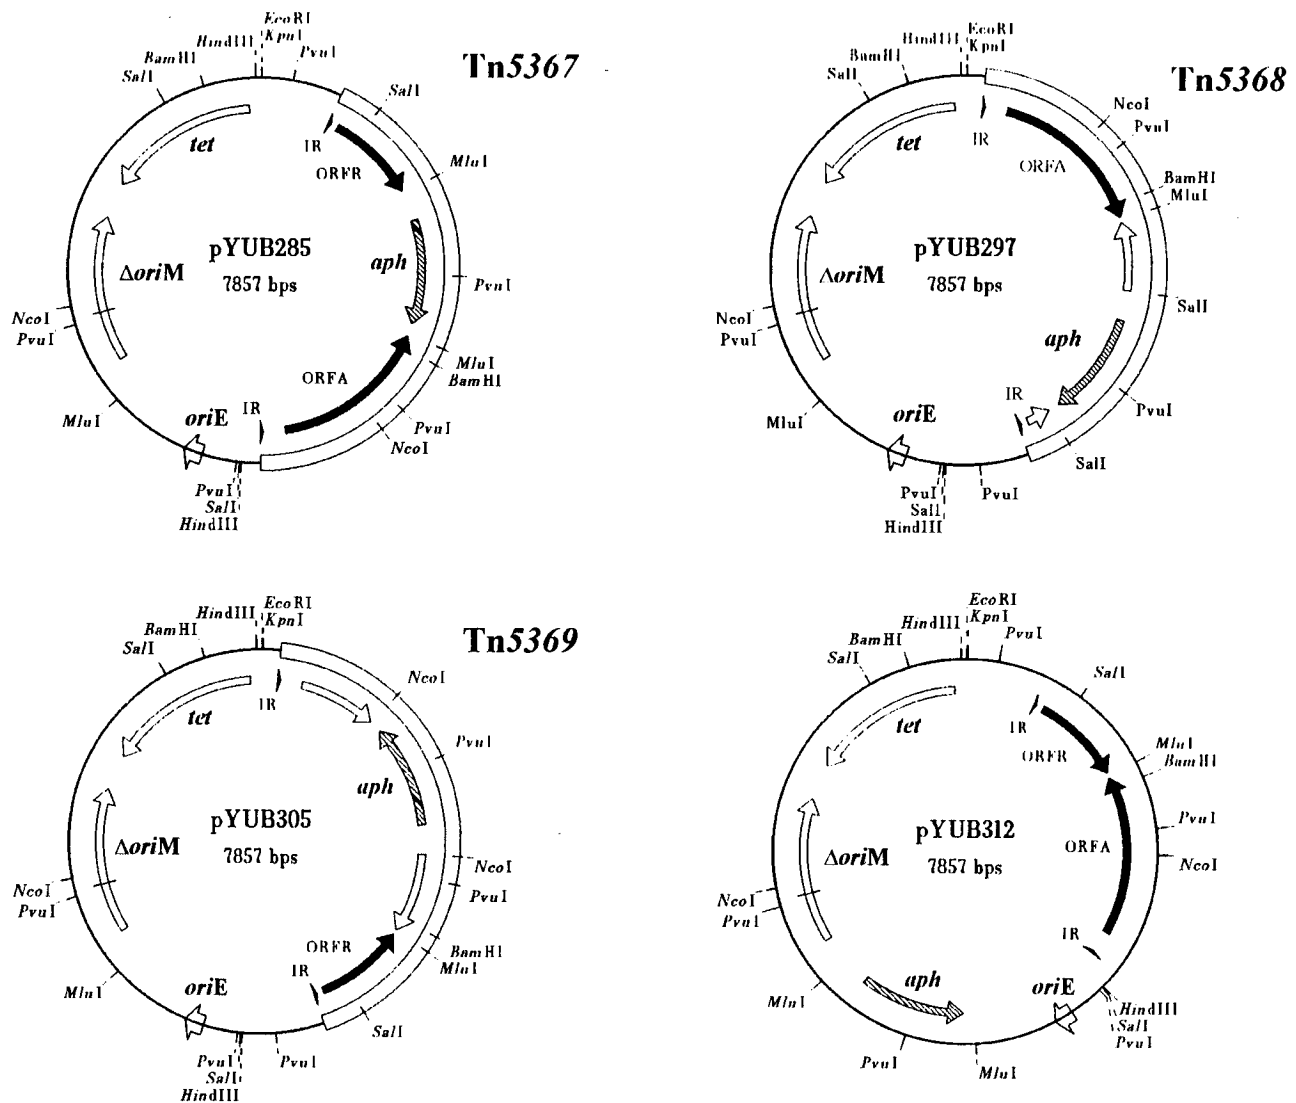 Tn5367
EcoRI
KpnI
HindIII
PvuI
BamHI
SalI
SalI
MluI
PvuI
MluI
BamHI
PvuI
NcoI
PvuI
SalI
HindIII
MluI
NcoI
PvuI
tet
IR
ORFR
aph
ORFA
IR
oriE
ΔoriM
pYUB285
7857 bps
Tn5368
EcoRI
KpnI
HindIII
BamHI
SalI
NcoI
PvuI
BamHI
MluI
SalI
PvuI
SalI
PvuI
PvuI
SalI
HindIII
MluI
NcoI
PvuI
tet
IR
ORFA
aph
IR
oriE
ΔoriM
pYUB297
7857 bps
Tn5369
EcoRI
KpnI
HindIII
BamHI
SalI
NcoI
PvuI
NcoI
PvuI
BamHI
MluI
SalI
PvuI
PvuI
SalI
HindIII
MluI
NcoI
PvuI
tet
IR
aph
ORFR
IR
oriE
ΔoriM
pYUB305
7857 bps
EcoRI
KpnI
HindIII
PvuI
BamHI
SalI
SalI
MluI
BamHI
PvuI
NcoI
HindIII
SalI
PvuI
MluI
PvuI
MluI
NcoI
PvuI
tet
IR
ORFR
ORFA
IR
oriE
aph
ΔoriM
pYUB312
7857 bps